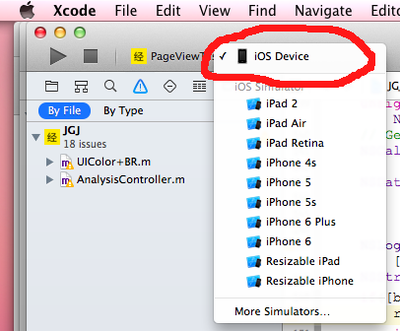 Xcode File Edit View Find Navigate Editor
经 PageViewTes
✓ iOS Device
iOS Simulator
By File By Type
iPad 2
iPad Air
JGJ
18 issues
iPad Retina
UIColor+BR.m
iPhone 4s
AnalysisController.m
iPhone 5
iPhone 5s
iPhone 6 Plus
iPhone 6
Resizable iPad
Resizable iPhone
More Simulators...